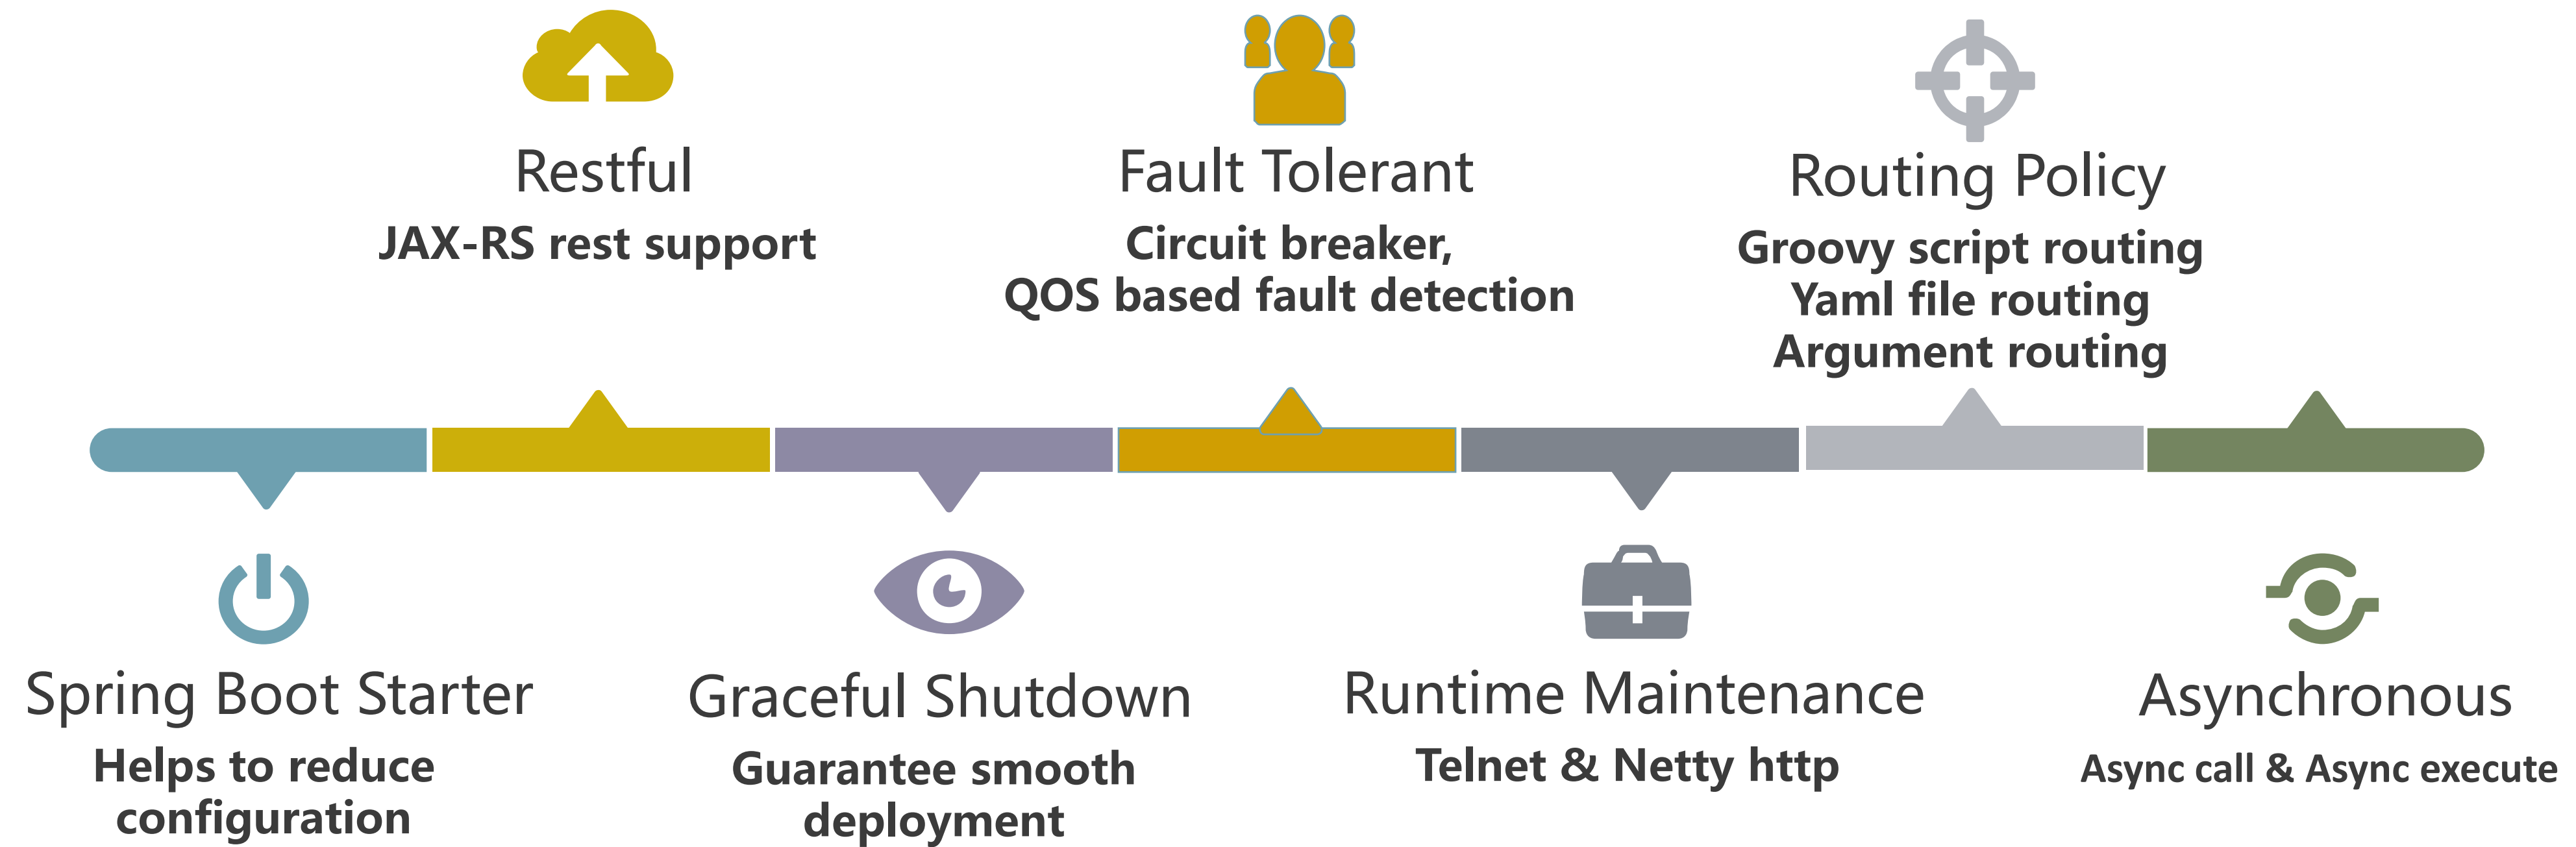 Restful
JAX-RS rest support
Fault Tolerant
Circuit breaker,
QOS based fault detection
Routing Policy
Groovy script routing
Yaml file routing
Argument routing
Spring Boot Starter
Helps to reduce
configuration
Graceful Shutdown
Guarantee smooth
deployment
Runtime Maintenance
Telnet & Netty http
Asynchronous
Async call & Async execute